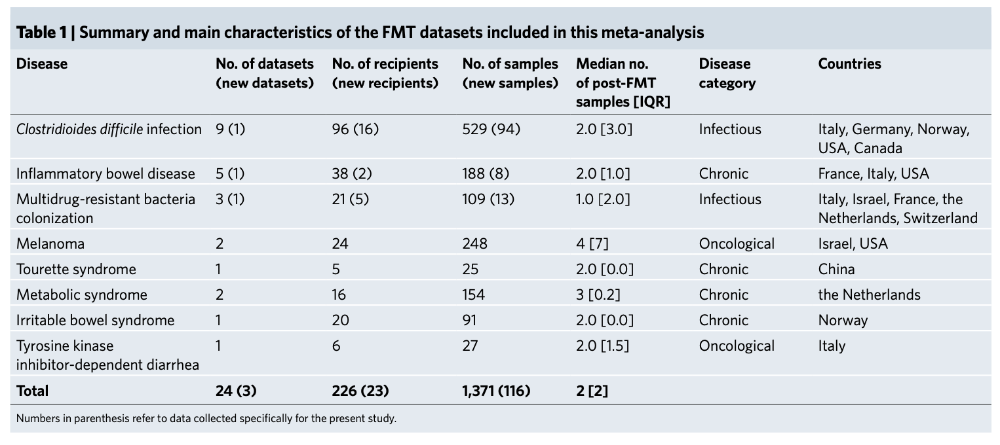 Table 1 | Summary and main characteristics of the FMT datasets included in this meta-analysis
Disease No. of datasets (new datasets) No. of recipients (new recipients) No. of samples (new samples) Median no. of post-FMT samples [IQR] Disease category Countries
Clostridioides difficile infection 9 (1) 96 (16) 529 (94) 2.0 [3.0] Infectious Italy, Germany, Norway, USA, Canada
Inflammatory bowel disease 5 (1) 38 (2) 188 (8) 2.0 [1.0] Chronic France, Italy, USA
Multidrug-resistant bacteria colonization 3 (1) 21 (5) 109 (13) 1.0 [2.0] Infectious Italy, Israel, France, the Netherlands, Switzerland
Melanoma 2 24 248 4 [7] Oncological Israel, USA
Tourette syndrome 1 5 25 2.0 [0.0] Chronic China
Metabolic syndrome 2 16 154 3 [0.2] Chronic the Netherlands
Irritable bowel syndrome 1 20 91 2.0 [0.0] Chronic Norway
Tyrosine kinase inhibitor-dependent diarrhea 1 6 27 2.0 [1.5] Oncological Italy
Total 24 (3) 226 (23) 1,371 (116) 2 [2]
Numbers in parenthesis refer to data collected specifically for the present study.